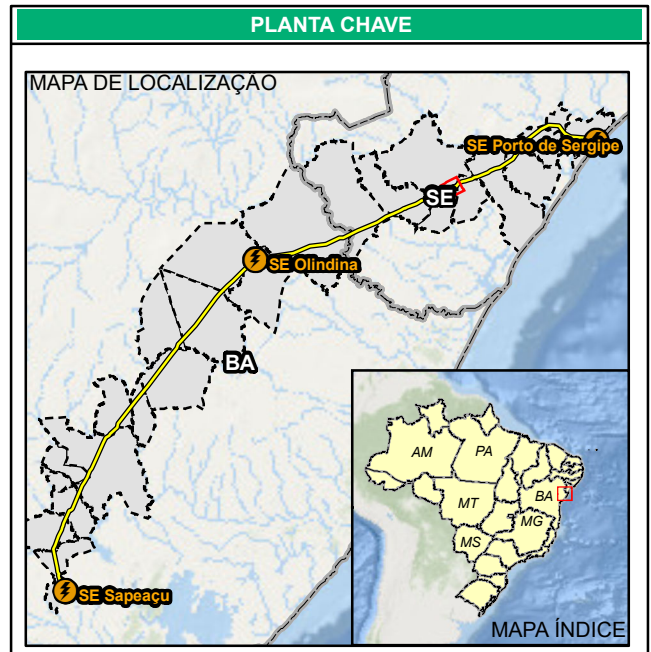 PLANTA CHAVE
MAPA DE LOCALIZAÇÃO
SE Porto de Sergipe
SE
SE Olindina
BA
AM
PA
MT
BA
MG
MS
SE Sapeaçu
MAPA ÍNDICE